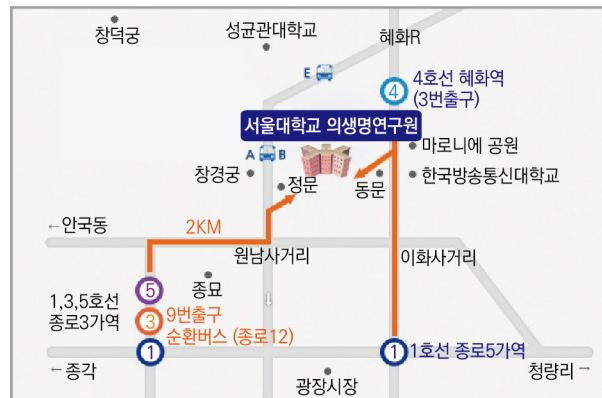 창덕궁
성균관대학교
혜화R
E
4
4호선 혜화역
(3번출구)
서울대학교 의생명연구원
마로니에 공원
A B
창경궁
정문
동문
한국방송통신대학교
←안국동
2KM
원남사거리
이화사거리
5
종묘
1,3,5호선
종로3가역
3
9번출구
순환버스 (종로12)
1
1
1호선 종로5가역
←종각
광장시장
청량리→